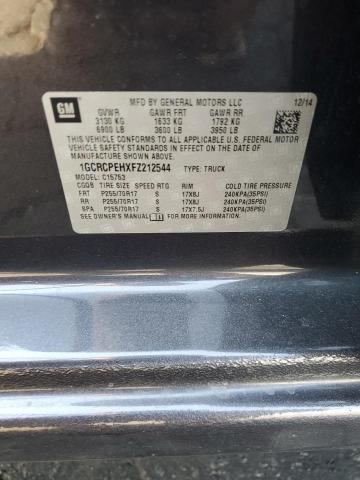 GM
MFD BY GENERAL MOTORS LLC 12/14
GVWR GAWR FRT GAWR RR
3130 KG 1633 KG 1792 KG
6900 LB 3600 LB 3950 LB
THIS VEHICLE CONFORMS TO ALL APPLICABLE U.S. FEDERAL MOTOR
VEHICLE SAFETY STANDARDS IN EFFECT ON THE DATE OF
MANUFACTURE SHOWN ABOVE.
1GCRCPEHXFZ212544 TYPE: TRUCK
MODEL: C15753
CGQB TIRE SIZE SPEED RTG RIM COLD TIRE PRESSURE
FRT P255/70R17 S 17X8J 240KPA(35PSI)
RR P255/70R17 S 17X8J 240KPA(35PSI)
SPA P255/70R17 S 17X7.5J 240KPA(35PSI)
SEE OWNER'S MANUAL FOR ADDITIONAL INFORMATION.